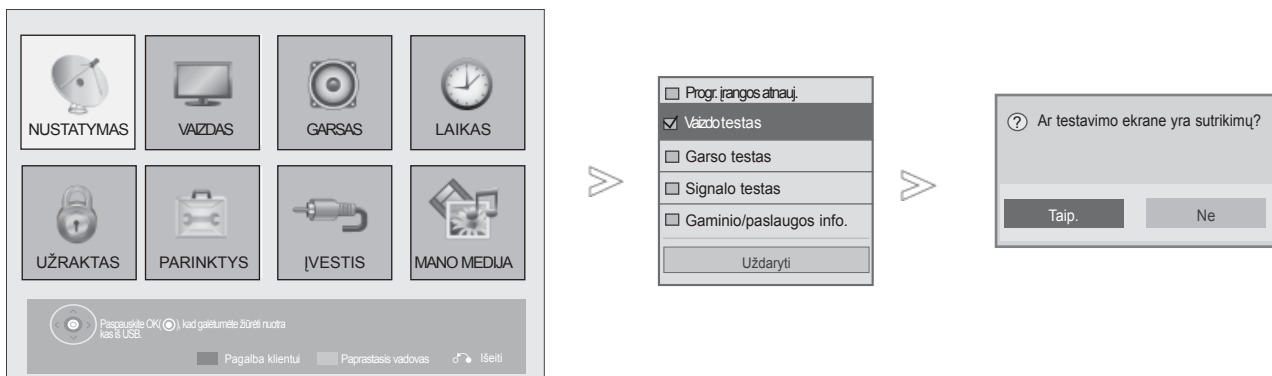 NUSTATYMAS
VAIZDAS
GARSAS
LAIKAS
UŽRAKTAS
PARINKTYS
ĮVESTIS
MANO MEDIJA
Paspauskite OK(◉), kad galėtumėte žiūrėti nuotra
kas iš USB.
Pagalba klientui
Paprastasis vadovas
Išeiti
Progr. įrangos atnauj.
Vaizdo testas
Garso testas
Signalo testas
Gaminio/paslaugos info.
Uždaryti
? Ar testavimo ekrane yra sutrikimų?
Taip.
Ne